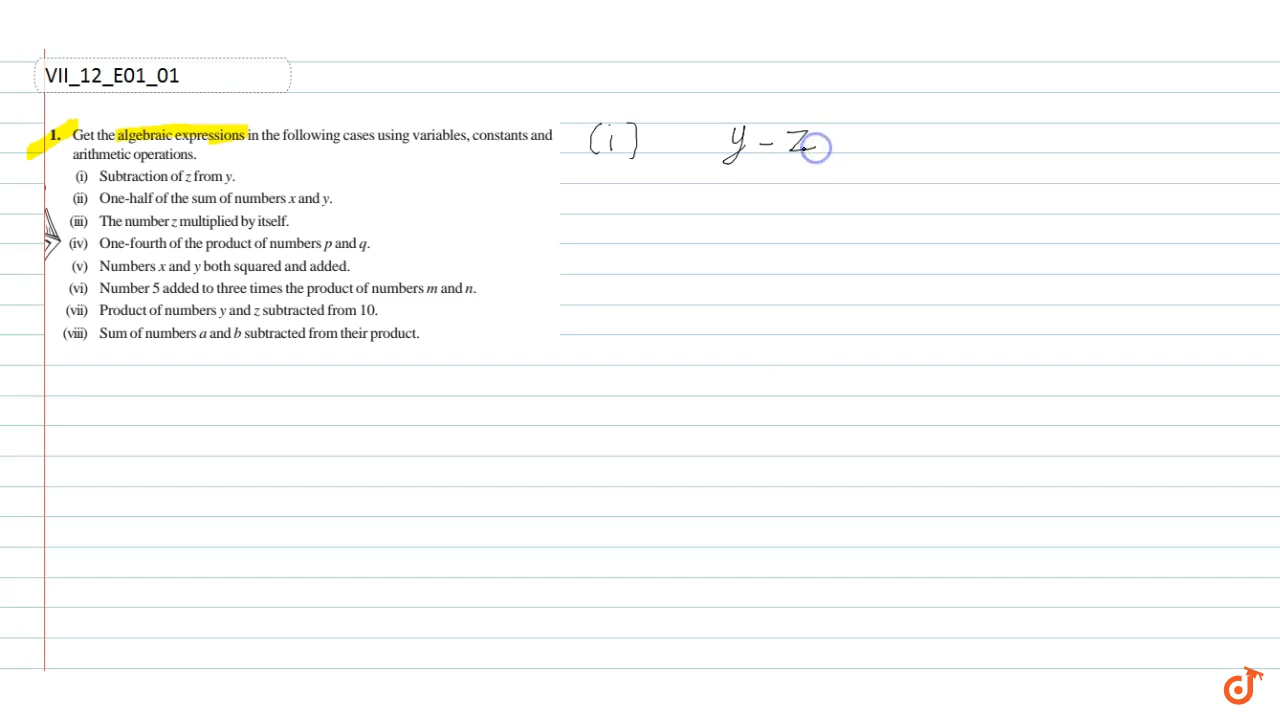 VII_12_E01_01
1. Get the algebraic expressions in the following cases using variables, constants and
arithmetic operations.
(i) Subtraction of z from y.
(ii) One-half of the sum of numbers x and y.
(iii) The number z multiplied by itself.
(iv) One-fourth of the product of numbers p and q.
(v) Numbers x and y both squared and added.
(vi) Number 5 added to three times the product of numbers m and n.
(vii) Product of numbers y and z subtracted from 10.
(viii) Sum of numbers a and b subtracted from their product.
(i) y - z